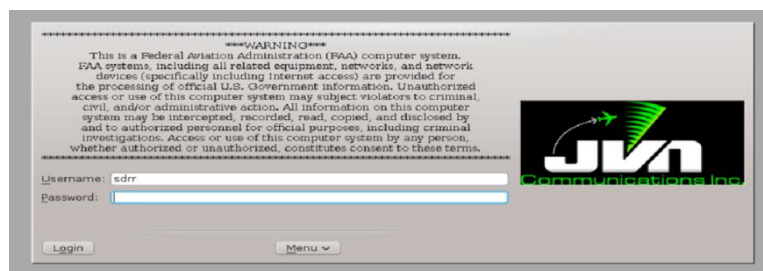 ***WARNING***
This is a Federal Aviation Administration (FAA) computer system.
FAA systems, including all related equipment, networks, and network
devices (specifically including Internet access) are provided for
the processing of official U.S. Government information. Unauthorized
access or use of this computer system may subject violators to criminal,
civil, and/or administrative action. All information on this computer
system may be intercepted, recorded, read, copied, and disclosed by
and to authorized personnel for official purposes, including criminal
investigations. Access or use of this computer system by any person,
whether authorized or unauthorized, constitutes consent to these terms.
JVN
Communications Inc.
Username: sdrr
Password:
Login Menu